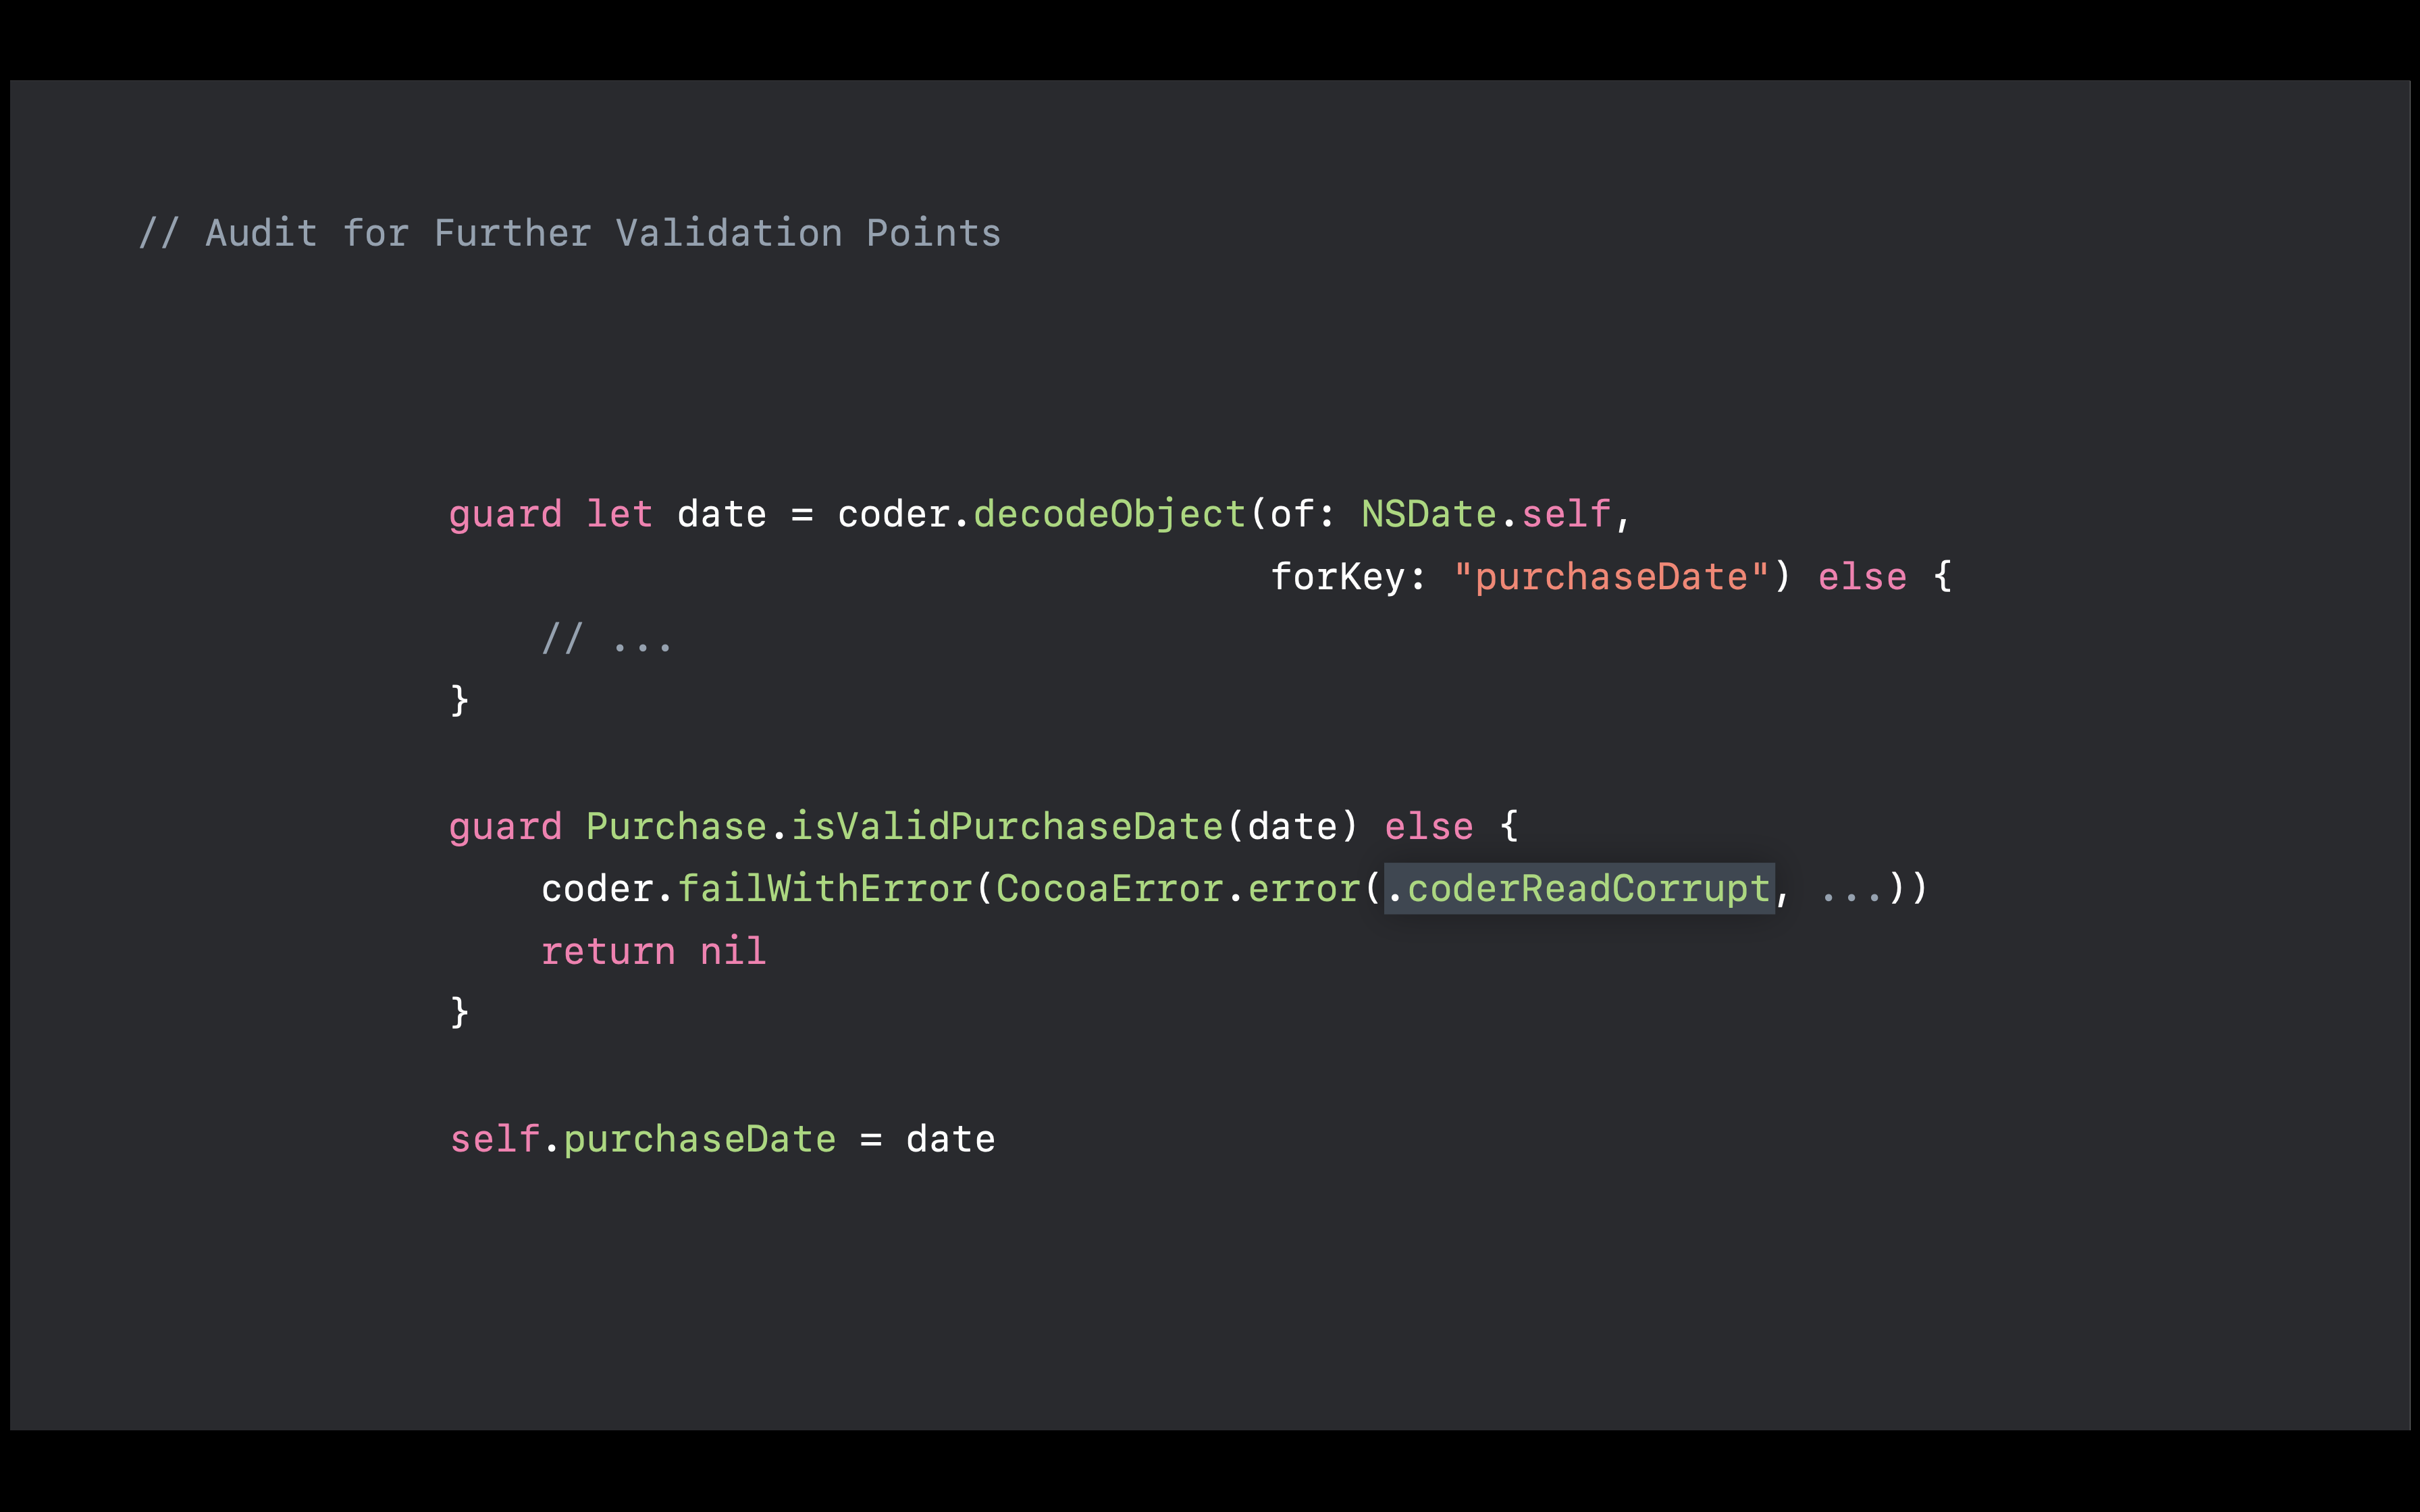 // Audit for Further Validation Points
guard let date = coder.decodeObject(of: NSDate.self,
                                    forKey: "purchaseDate") else {
    // ...
}
guard Purchase.isValidPurchaseDate(date) else {
    coder.failWithError(CocoaError.error(.coderReadCorrupt, ...))
    return nil
}
self.purchaseDate = date